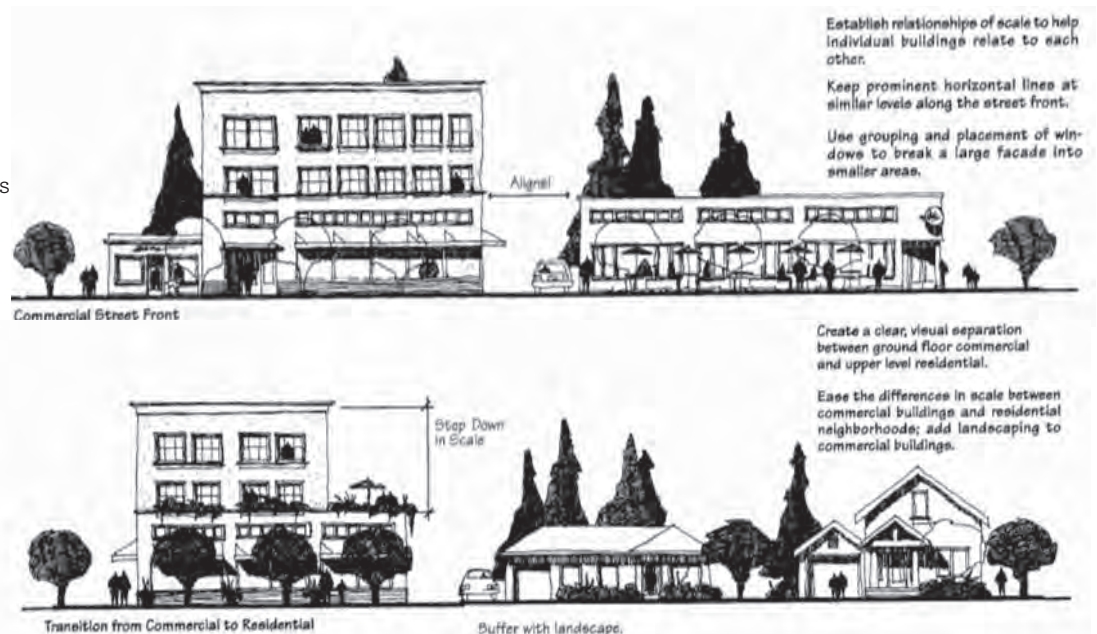 Establish relationships of scale to help
individual buildings relate to each
other.
Keep prominent horizontal lines at
similar levels along the street front.
Use grouping and placement of win-
dows to break a large facade into
smaller areas.
s
Align!
Commercial Street Front
Create a clear, visual separation
between ground floor commercial
and upper level residential.
Ease the differences in scale between
commercial buildings and residential
neighborhoods; add landscaping to
commercial buildings.
Step Down
in Scale
Transition from Commercial to Residential
Buffer with landscape.